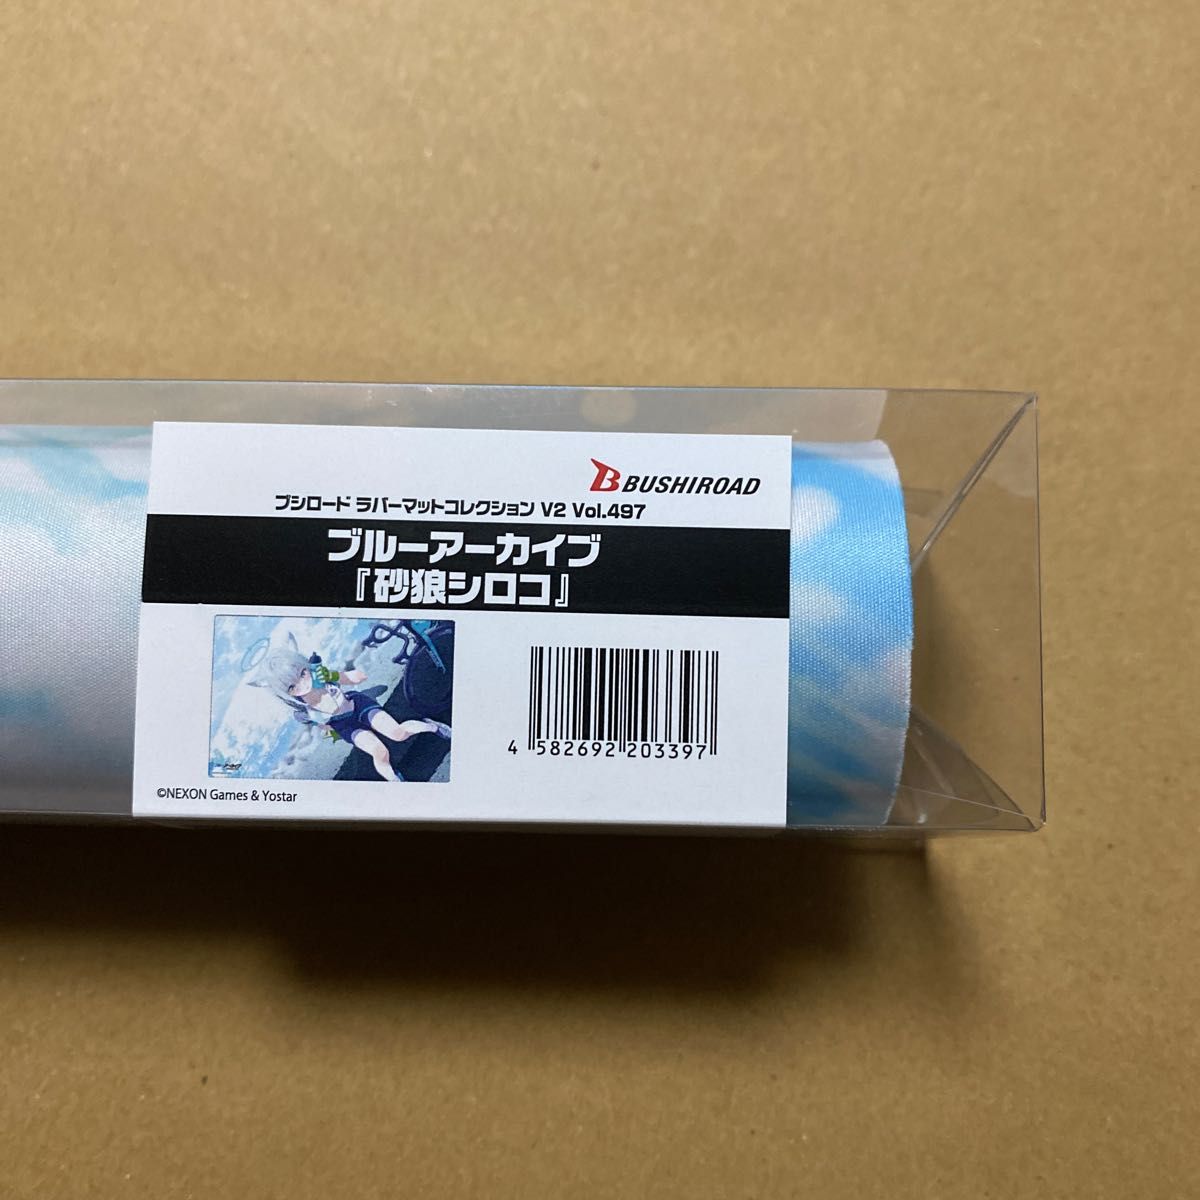 BUSHIROAD
ブシロード ラバーマットコレクション V2 Vol.497
ブルーアーカイブ
『砂狼シロコ』
4 582692 203397
©NEXON Games & Yostar